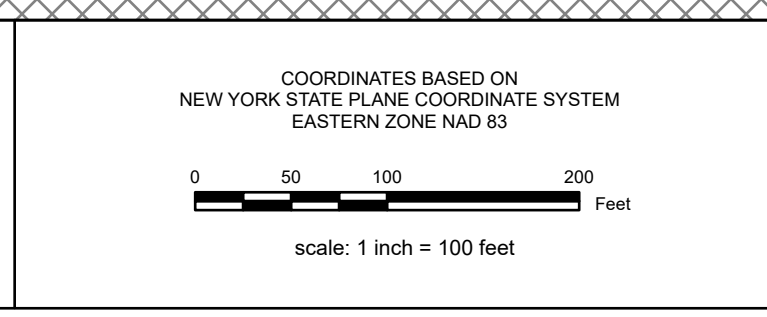 COORDINATES BASED ON
NEW YORK STATE PLANE COORDINATE SYSTEM
EASTERN ZONE NAD 83
0 50 100 200
Feet
scale: 1 inch = 100 feet